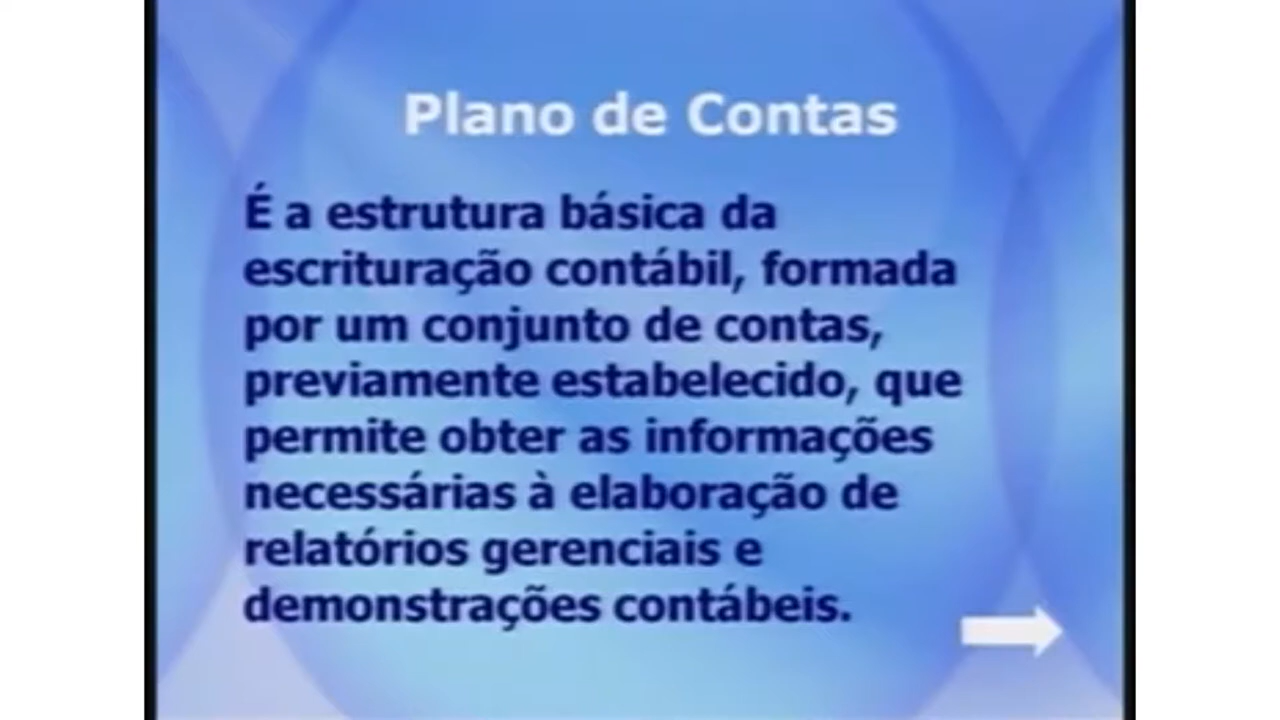 Plano de Contas
É a estrutura básica da
escrituração contábil, formada
por um conjunto de contas,
previamente estabelecido, que
permite obter as informações
necessárias à elaboração de
relatórios gerenciais e
demonstrações contábeis.